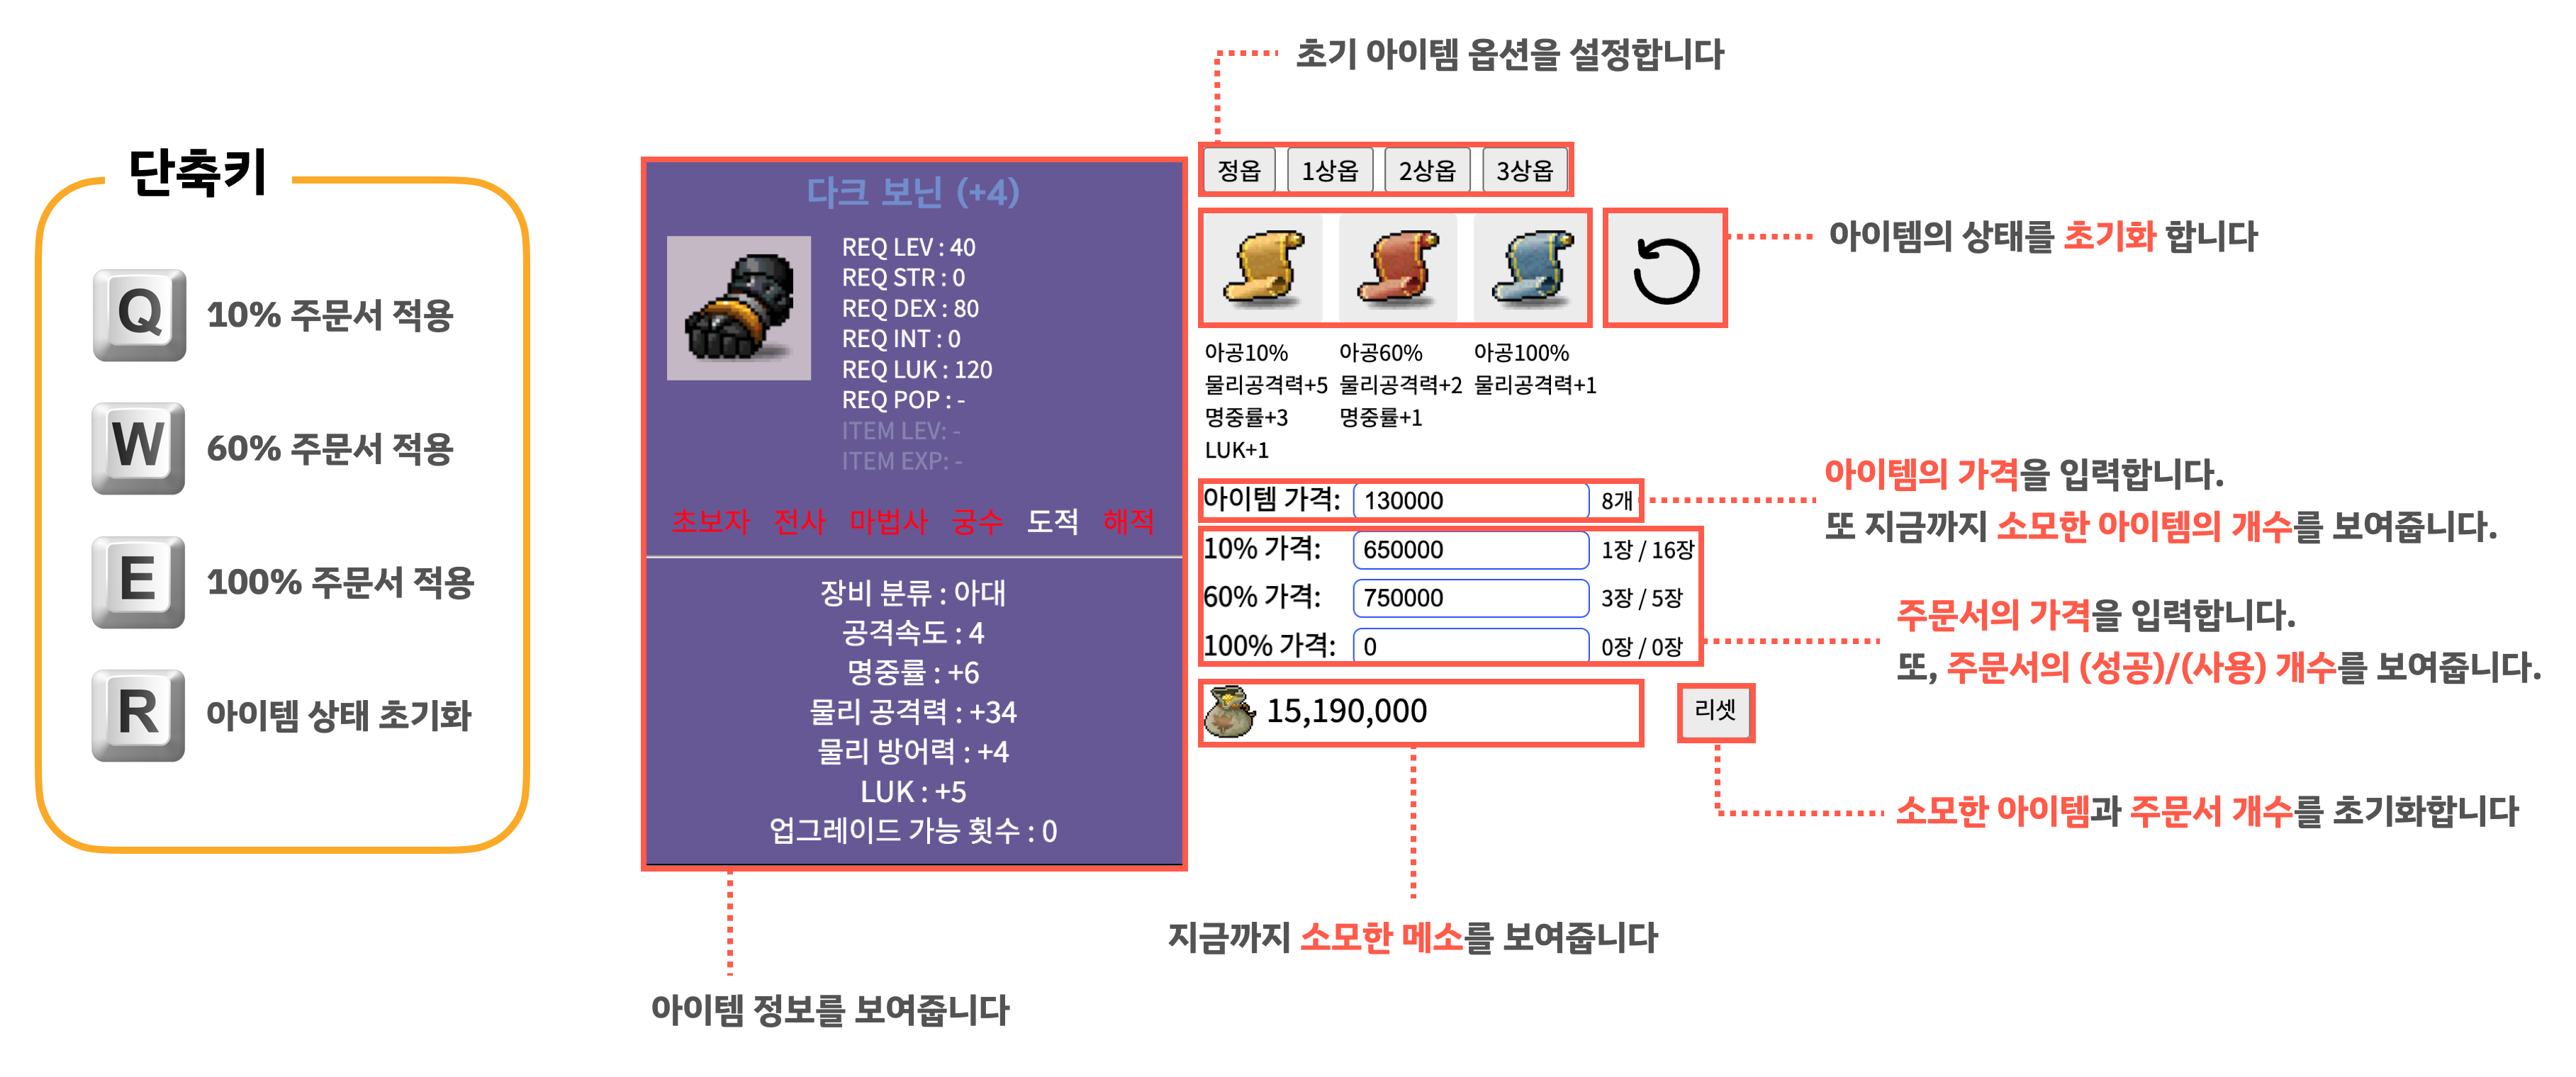 초기 아이템 옵션을 설정합니다
단축키
Q 10% 주문서 적용
W 60% 주문서 적용
E 100% 주문서 적용
R 아이템 상태 초기화
다크 보닌 (+4)
REQ LEV : 40
REQ STR : 0
REQ DEX : 80
REQ INT : 0
REQ LUK : 120
REQ POP : -
ITEM LEV: -
ITEM EXP: -
초보자 전사 마법사 궁수 도적 해적
장비 분류 : 아대
공격속도 : 4
명중률 : +6
물리 공격력 : +34
물리 방어력 : +4
LUK : +5
업그레이드 가능 횟수 : 0
아이템 정보를 보여줍니다
정옵 1상옵 2상옵 3상옵
아이템의 상태를 초기화 합니다
아공10% 아공60% 아공100%
물리공격력+5 물리공격력+2 물리공격력+1
명중률+3 명중률+1
LUK+1
아이템 가격: 130000 8개
10% 가격: 650000 1장 / 16장
60% 가격: 750000 3장 / 5장
100% 가격: 0 0장 / 0장
15,190,000 리셋
아이템의 가격을 입력합니다.
또 지금까지 소모한 아이템의 개수를 보여줍니다.
주문서의 가격을 입력합니다.
또, 주문서의 (성공)/(사용) 개수를 보여줍니다.
소모한 아이템과 주문서 개수를 초기화합니다
지금까지 소모한 메소를 보여줍니다